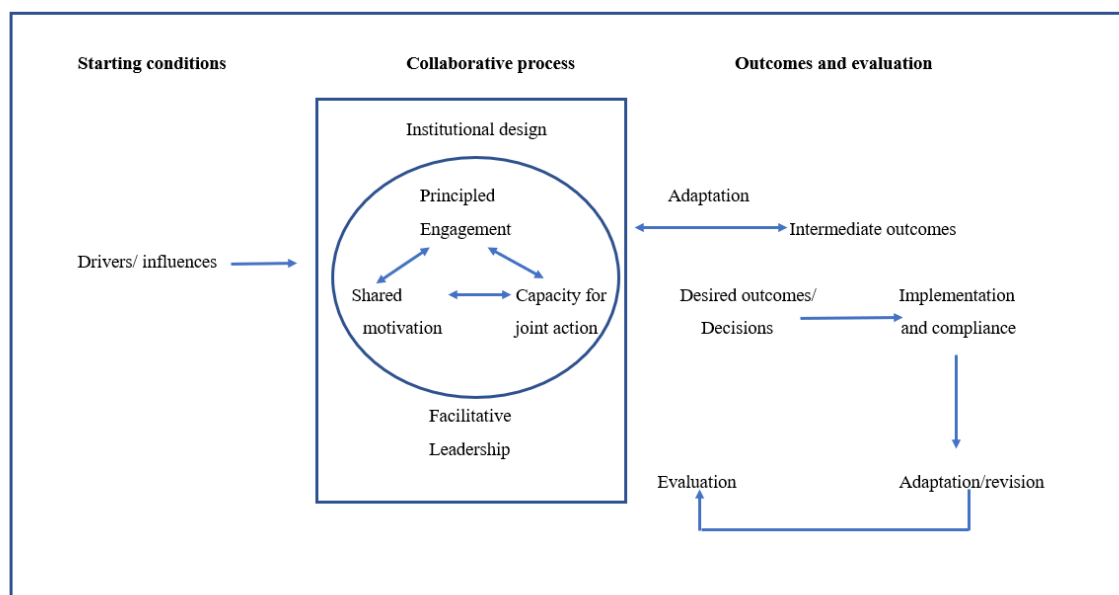 Starting conditions
Collaborative process
Outcomes and evaluation
Drivers/ influences
Institutional design
Principled
Engagement
Shared
motivation
Capacity for
joint action
Facilitative
Leadership
Adaptation
Intermediate outcomes
Desired outcomes/
Decisions
Implementation
and compliance
Evaluation
Adaptation/revision